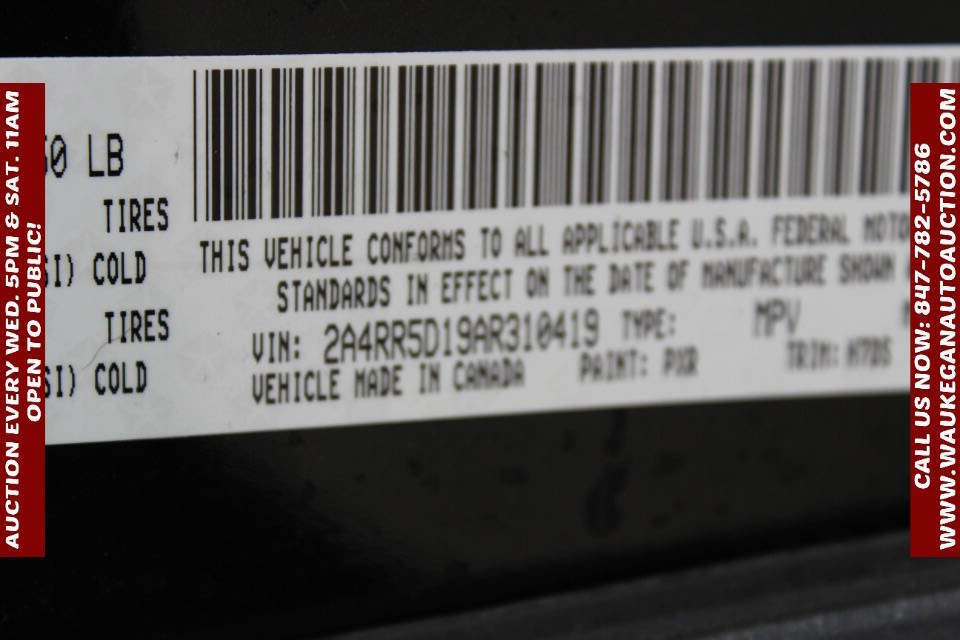 AUCTION EVERY WED. 5PM & SAT. 11AM
OPEN TO PUBLIC!
50 LB
TIRES
SI) COLD
TIRES
SI) COLD
THIS VEHICLE CONFORMS TO ALL APPLICABLE U.S.A. FEDERAL MOTO
STANDARDS IN EFFECT ON THE DATE OF MANUFACTURE SHOWN
VIN: 2A4RR5D19AR310419 TYPE: MPV
VEHICLE MADE IN CANADA PAINT: PXR TRIM: H7DS
CALL US NOW: 847-782-5786
WWW.WAUKEGANAUTOAUCTION.COM